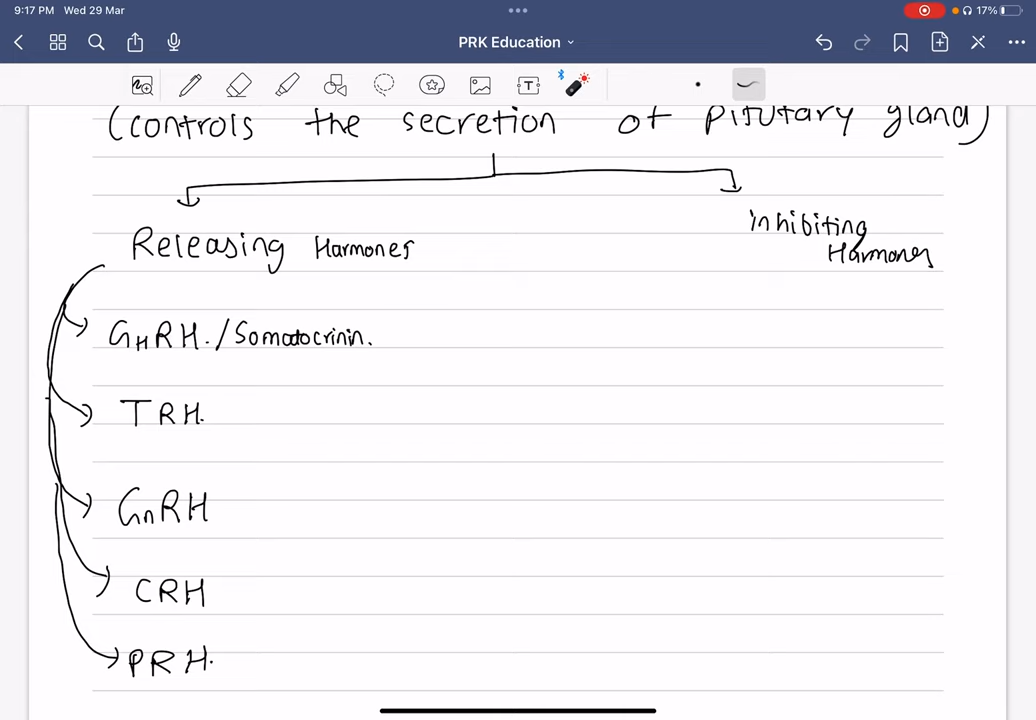 9:17 PM Wed 29 Mar
17%
PRK Education
T
(controls the secretion of Pitutary gland)
Releasing Harmones
inhibiting
Harmones
GHRH. /Somatocrinin.
TRH.
GnRH
CRH
PRH.